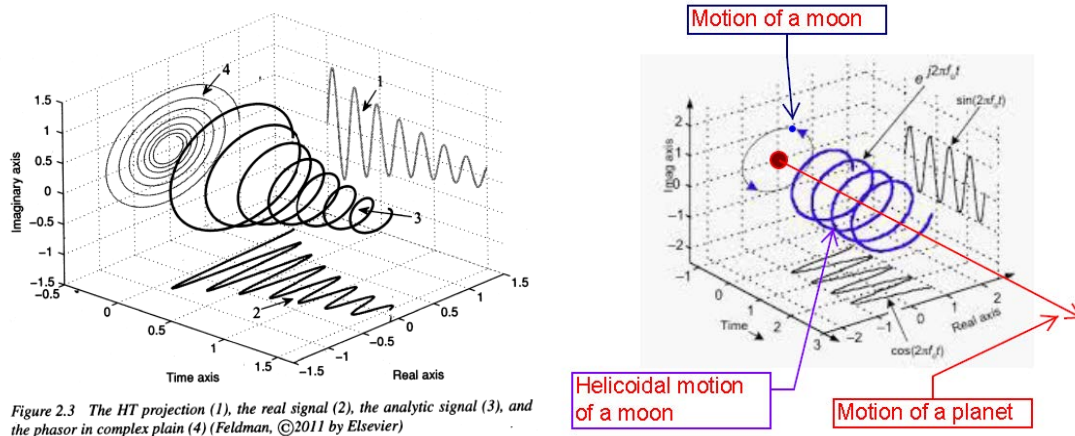 4
1
1.5
1
0.5
0
−0.5
−1
−1.5
Imaginary axis
3
2
−0.5
0
0.5
1
1.5
Time axis
−1.5
−1
−0.5
0
0.5
1
1.5
Real axis
Figure 2.3 The HT projection (1), the real signal (2), the analytic signal (3), and
the phasor in complex plain (4) (Feldman, ©2011 by Elsevier)
Motion of a moon
e^{j2πf₀t}
sin(2πf₀t)
2
1
0
−1
−2
Imag axis
−1
0
1
2
3
Time
−2
−1
0
1
2
Real axis
cos(2πf₀t)
Helicoidal motion
of a moon
Motion of a planet